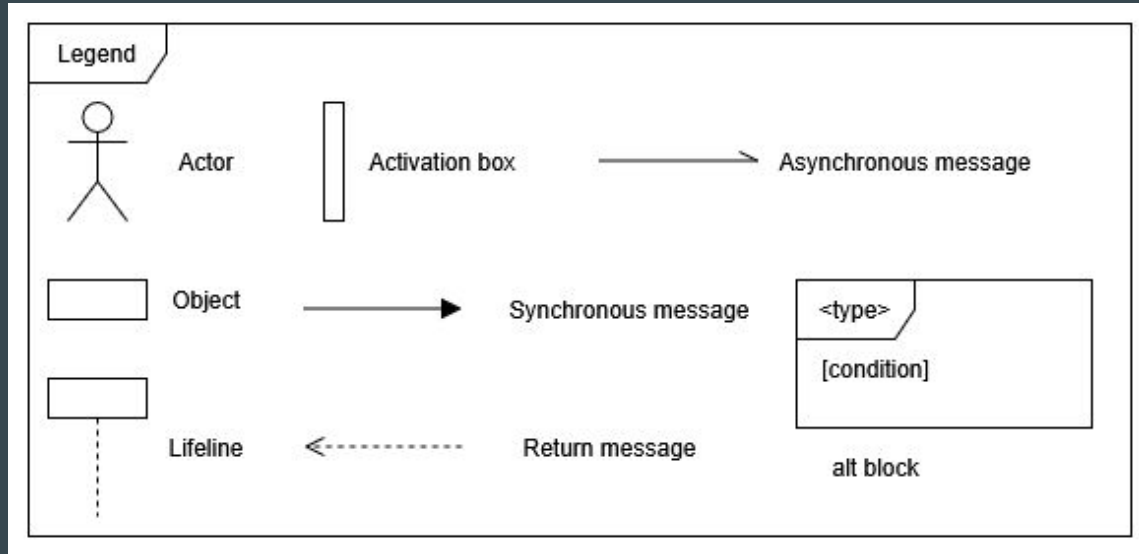 Legend
Actor
Activation box
Asynchronous message
Object
Synchronous message
<type>
[condition]
Lifeline
Return message
alt block